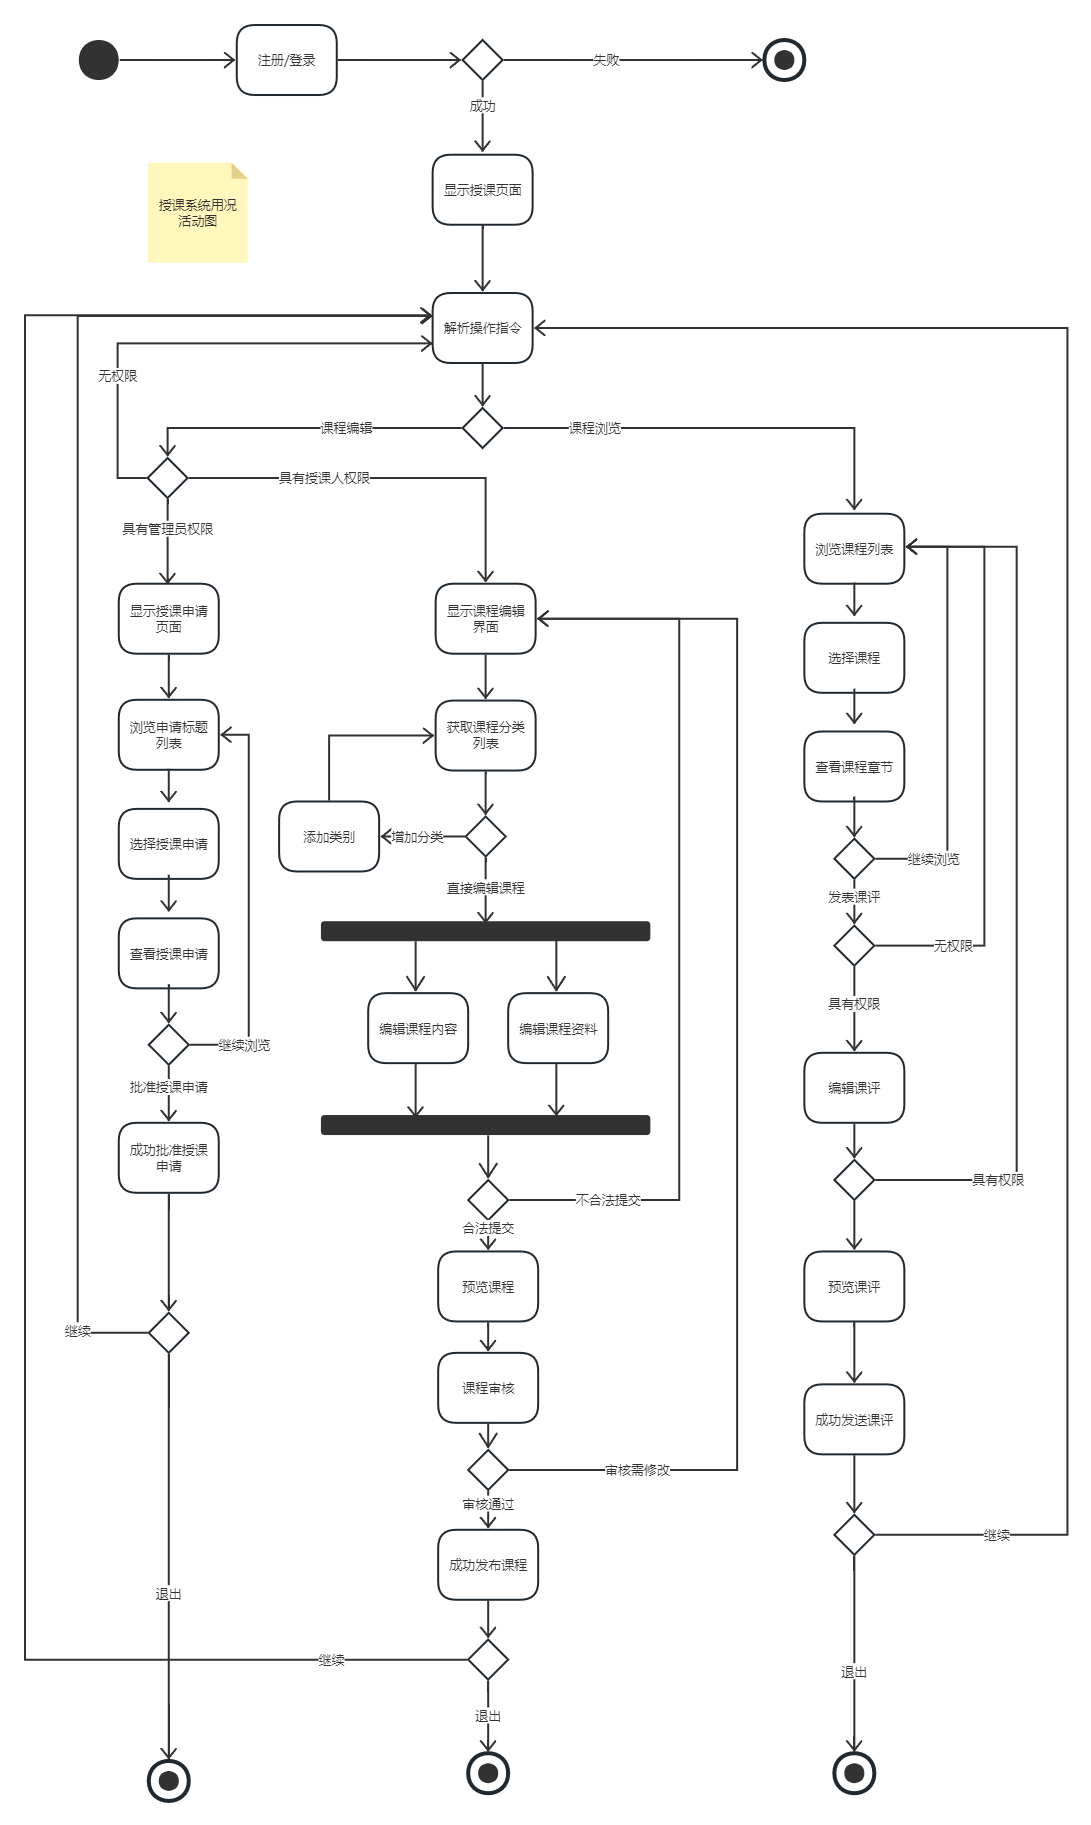 注册/登录
失败
成功
显示授课页面
授课系统用况
活动图
解析操作指令
无权限
课程编辑
课程浏览
具有授课人权限
具有管理员权限
浏览课程列表
显示授课申请
页面
显示课程编辑
界面
选择课程
浏览申请标题
列表
获取课程分类
列表
查看课程章节
选择授课申请
添加类别
增加分类
继续浏览
直接编辑课程
发表课评
查看授课申请
无权限
具有权限
编辑课程内容
编辑课程资料
继续浏览
批准授课申请
编辑课评
成功批准授课
申请
具有权限
不合法提交
合法提交
预览课程
预览课评
继续
课程审核
成功发送课评
审核需修改
审核通过
继续
成功发布课程
退出
继续
退出
退出